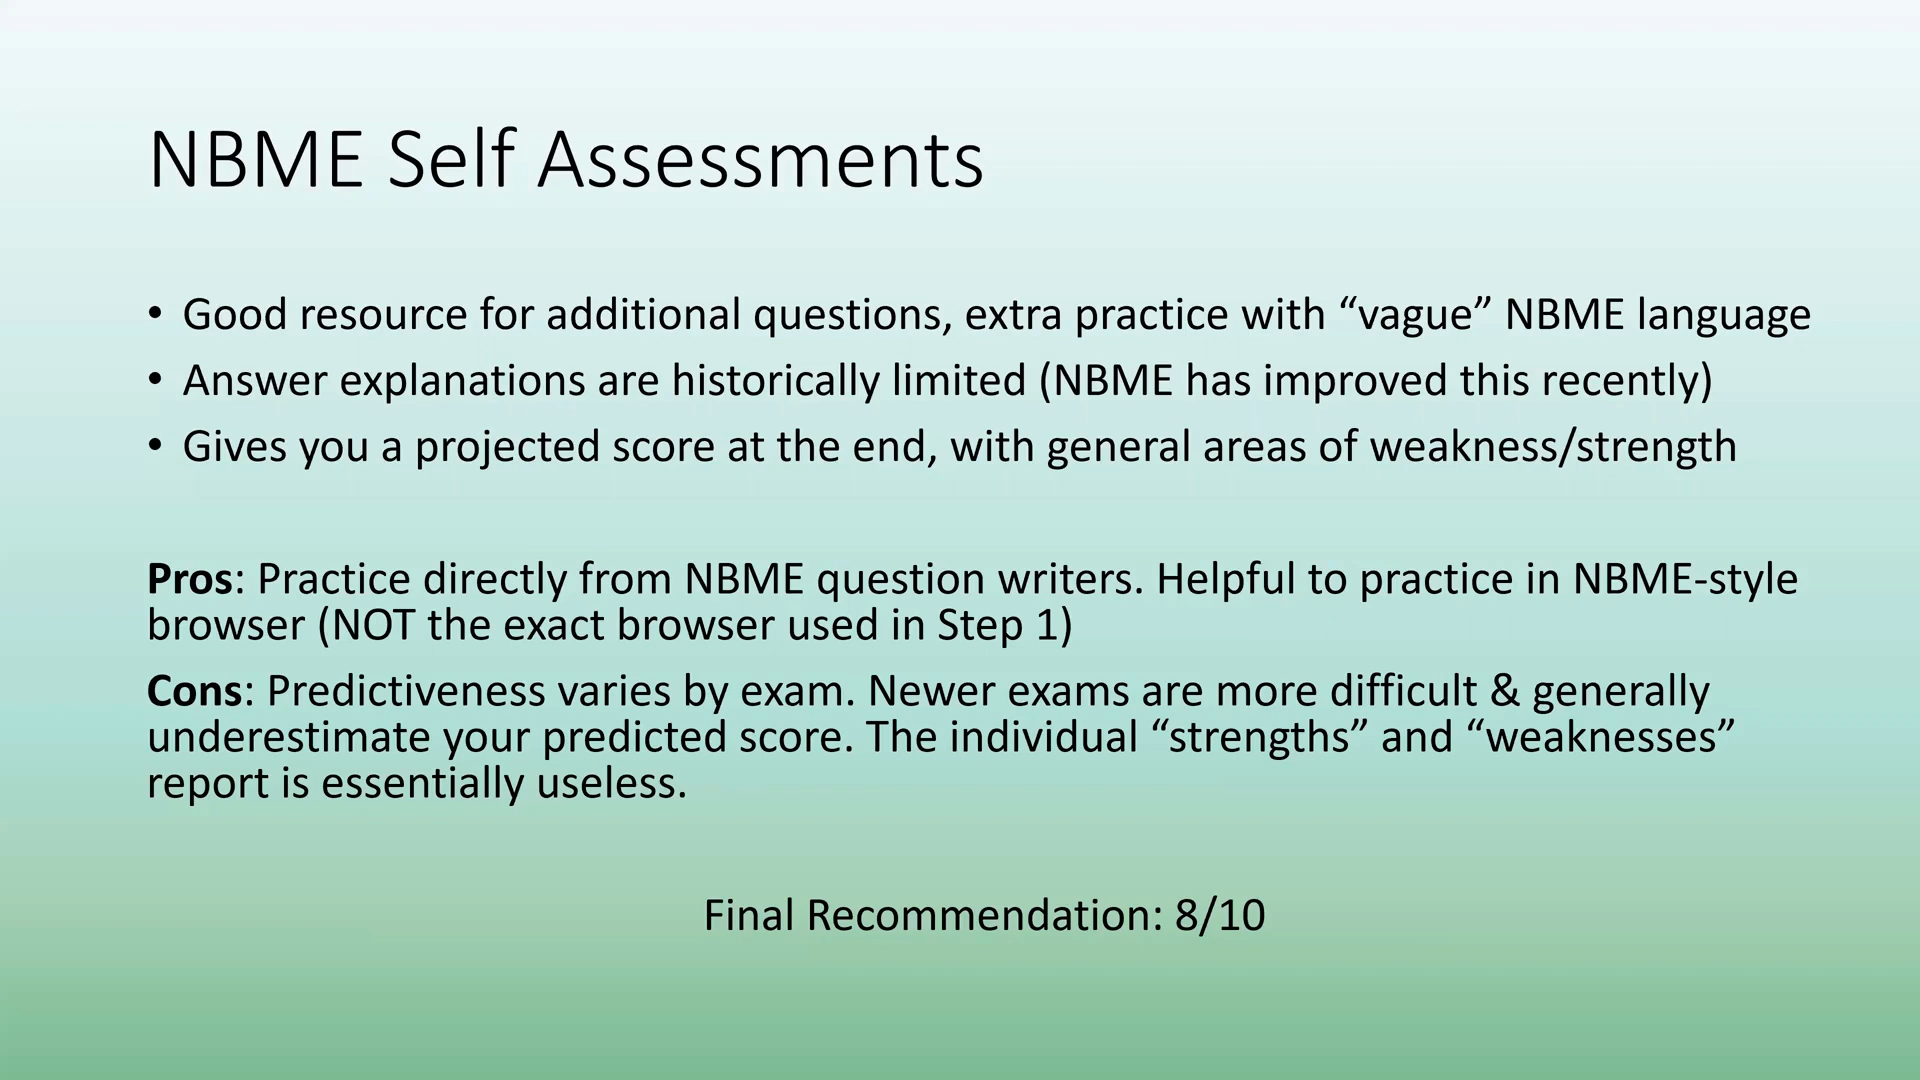 NBME Self Assessments
• Good resource for additional questions, extra practice with “vague” NBME language
• Answer explanations are historically limited (NBME has improved this recently)
• Gives you a projected score at the end, with general areas of weakness/strength
Pros: Practice directly from NBME question writers. Helpful to practice in NBME-style
browser (NOT the exact browser used in Step 1)
Cons: Predictiveness varies by exam. Newer exams are more difficult & generally
underestimate your predicted score. The individual “strengths” and “weaknesses”
report is essentially useless.
Final Recommendation: 8/10